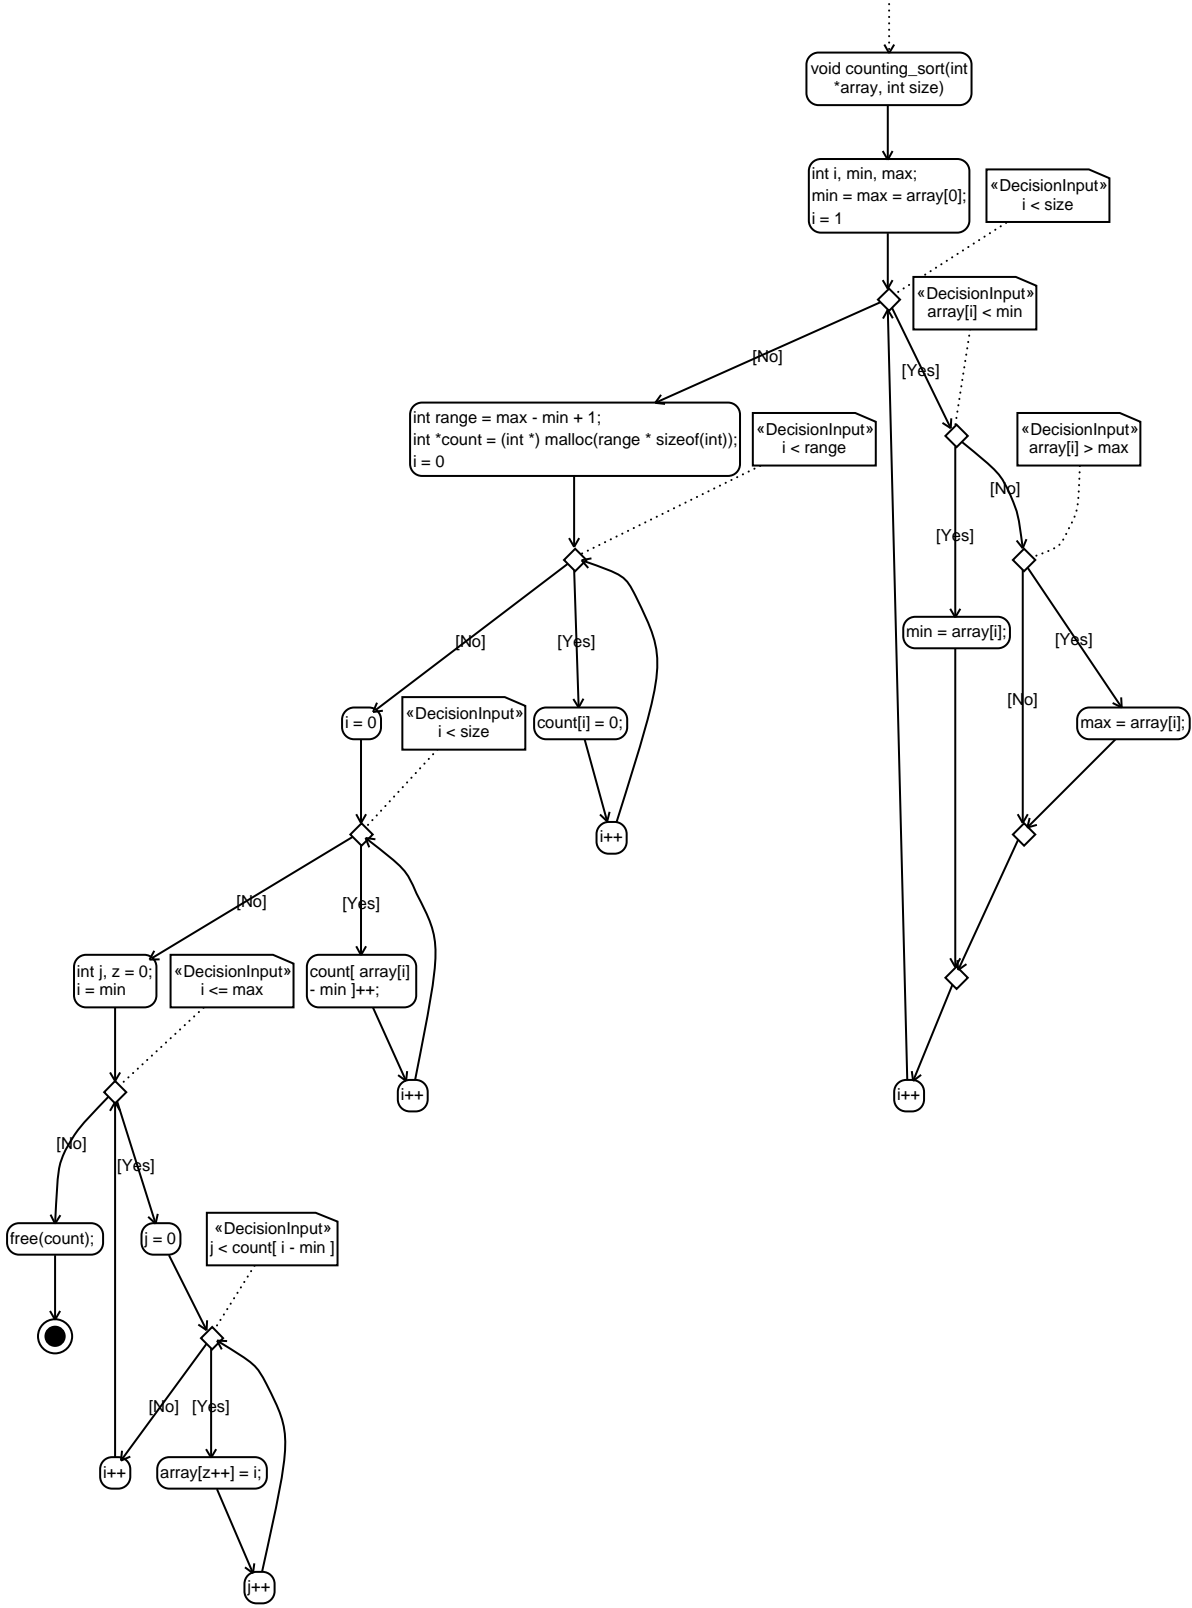 void counting_sort(int
*array, int size)
int i, min, max;
min = max = array[0];
i = 1
«DecisionInput»
i < size
«DecisionInput»
array[i] < min
[No]
[Yes]
int range = max - min + 1;
int *count = (int *) malloc(range * sizeof(int));
i = 0
«DecisionInput»
i < range
«DecisionInput»
array[i] > max
[No]
[Yes]
min = array[i];
[No]
[Yes]
[Yes]
[No]
i = 0
«DecisionInput»
i < size
count[i] = 0;
max = array[i];
i++
[No]
[Yes]
int j, z = 0;
i = min
«DecisionInput»
i <= max
count[ array[i]
- min ]++;
i++
i++
[No]
[Yes]
free(count);
j = 0
«DecisionInput»
j < count[ i - min ]
[No]
[Yes]
i++
array[z++] = i;
j++